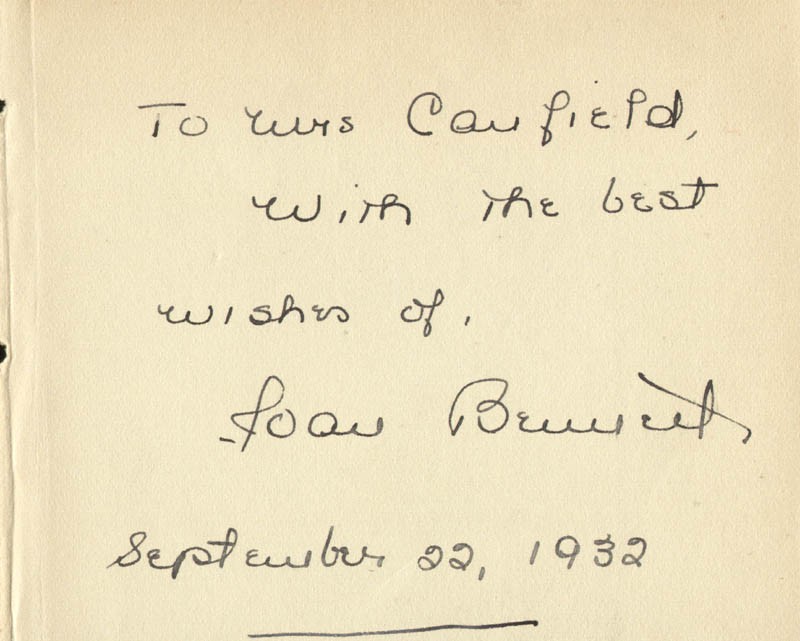 To Mrs Canfield,
With the best
wishes of,
Joan Bennett,
September 22, 1932